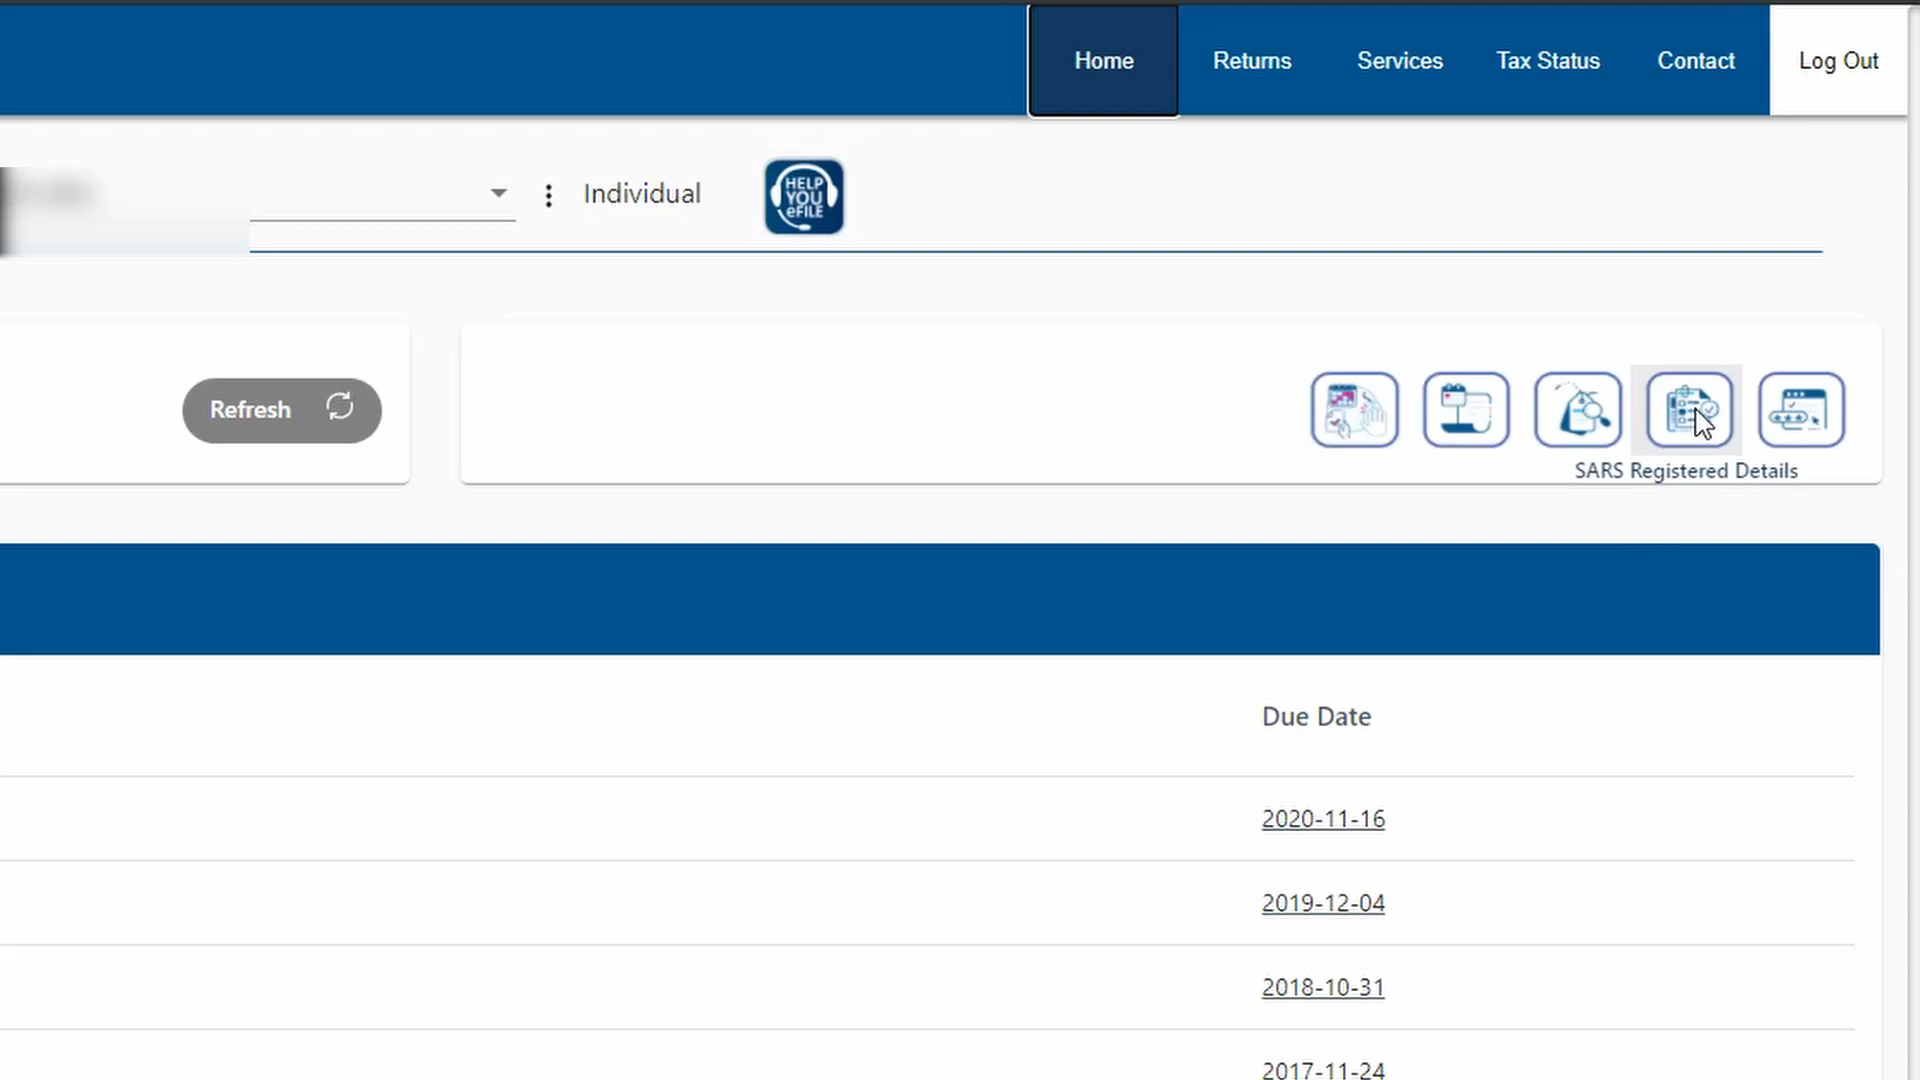 Home Returns Services Tax Status Contact Log Out
Individual
HELP
YOU
eFILE
Refresh
SARS Registered Details
Due Date
2020-11-16
2019-12-04
2018-10-31
2017-11-24